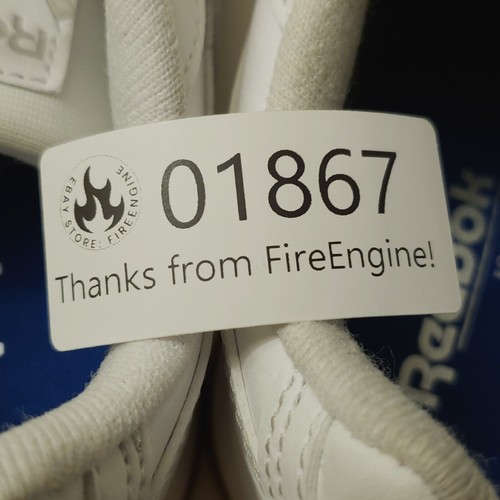 EBAY STORE: FIREENGINE
01867
Thanks from FireEngine!
Reebok